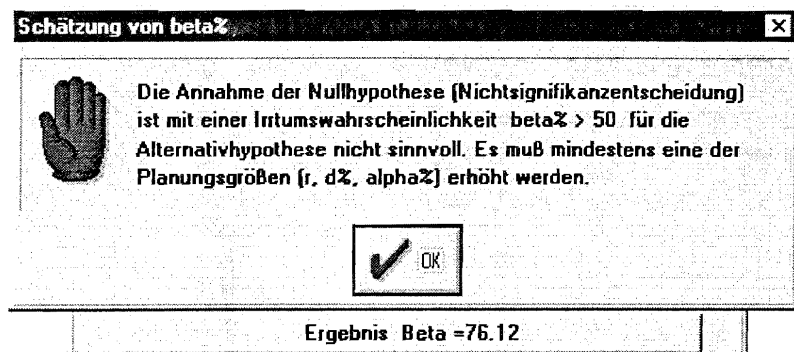 Schätzung von beta%
Die Annahme der Nullhypothese (Nichtsignifikanzentscheidung)
ist mit einer Irrtumswahrscheinlichkeit beta% > 50 für die
Alternativhypothese nicht sinnvoll. Es muß mindestens eine der
Planungsgrößen (r, d%, alpha%) erhöht werden.
OK
Ergebnis Beta =76.12